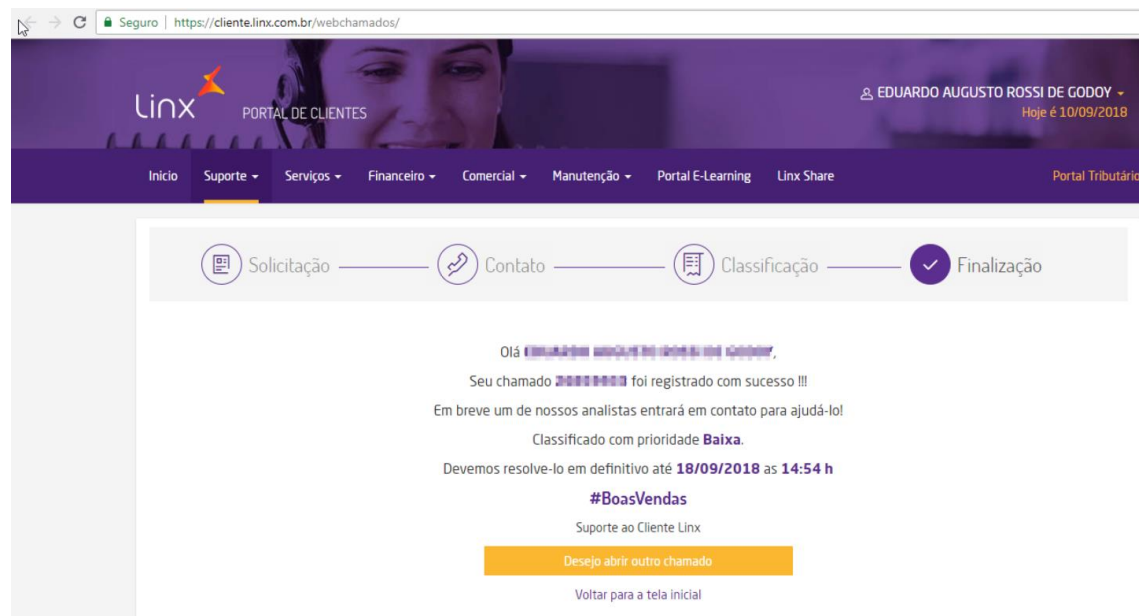 Seguro | https://cliente.linx.com.br/webchamados/
Linx PORTAL DE CLIENTES
EDUARDO AUGUSTO ROSSI DE GODOY
Hoje é 10/09/2018
Inicio Suporte Serviços Financeiro Comercial Manutenção Portal E-Learning Linx Share Portal Tributário
Solicitação Contato Classificação Finalização
Olá ,
Seu chamado foi registrado com sucesso !!!
Em breve um de nossos analistas entrará em contato para ajudá-lo!
Classificado com prioridade Baixa.
Devemos resolve-lo em definitivo até 18/09/2018 as 14:54 h
#BoasVendas
Suporte ao Cliente Linx
Desejo abrir outro chamado
Voltar para a tela inicial